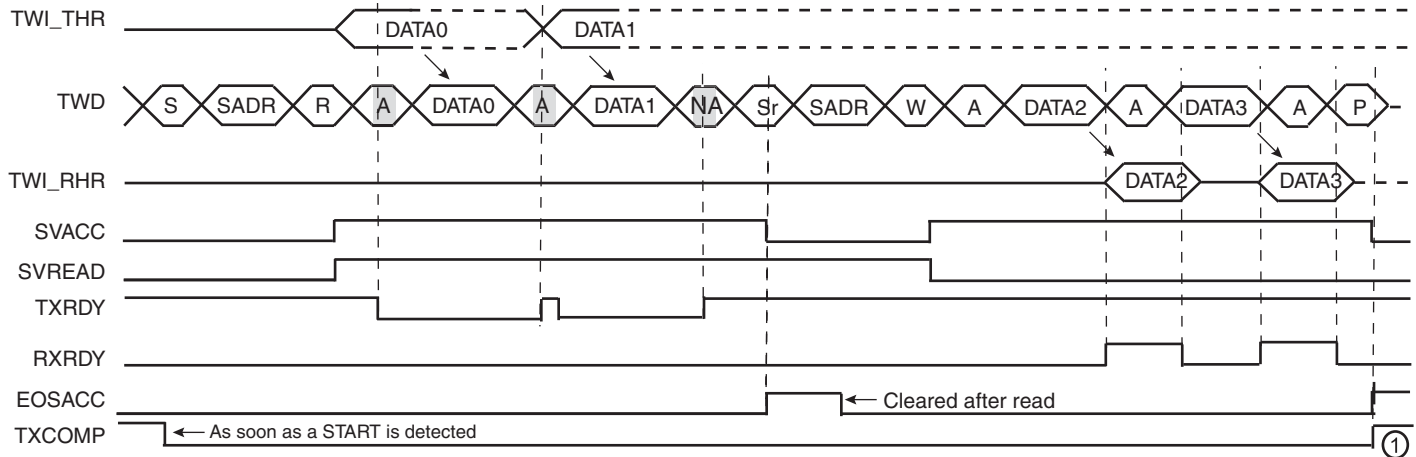 TWI_THR DATA0 DATA1
TWD S SADR R A DATA0 A DATA1 NA Sr SADR W A DATA2 A DATA3 A P
TWI_RHR DATA2 DATA3
SVACC
SVREAD
TXRDY
RXRDY
EOSACC Cleared after read
TXCOMP As soon as a START is detected 1